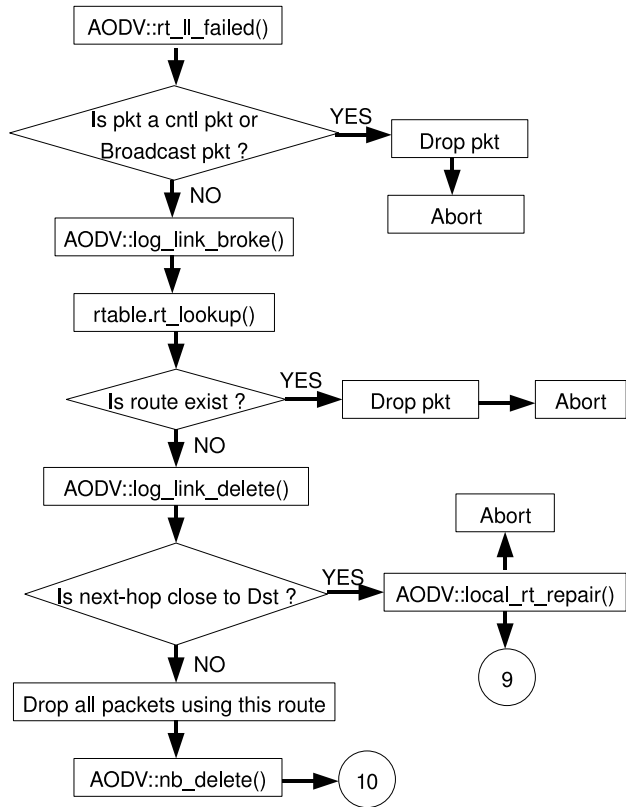 AODV::rt_ll_failed()
Is pkt a cntl pkt or
Broadcast pkt ?
YES
Drop pkt
Abort
NO
AODV::log_link_broke()
rtable.rt_lookup()
Is route exist ?
YES
Drop pkt
Abort
NO
AODV::log_link_delete()
Is next-hop close to Dst ?
YES
Abort
AODV::local_rt_repair()
9
NO
Drop all packets using this route
AODV::nb_delete()
10